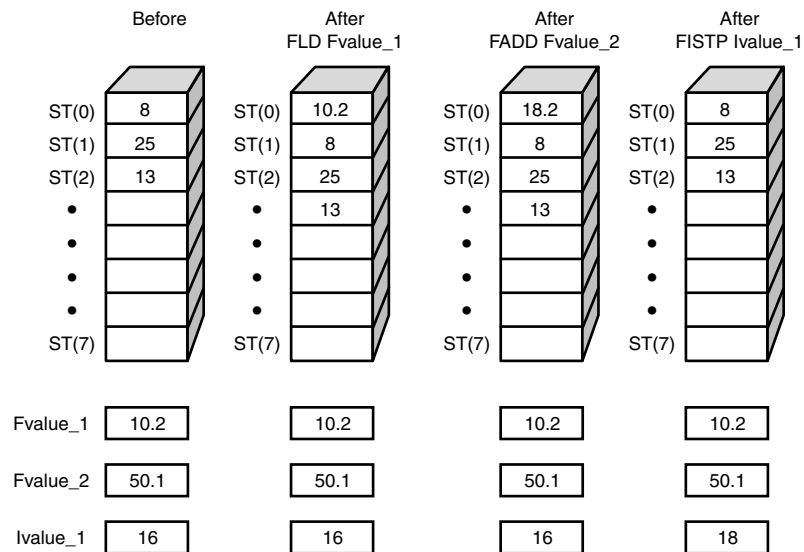 Before After After After
FLD Fvalue_1 FADD Fvalue_2 FISTP Ivalue_1
ST(0) 8 ST(0) 10.2 ST(0) 18.2 ST(0) 8
ST(1) 25 ST(1) 8 ST(1) 8 ST(1) 25
ST(2) 13 ST(2) 25 ST(2) 25 ST(2) 13
• • 13 • 13 •
• • • •
• • • •
• • • •
ST(7) ST(7) ST(7) ST(7)
Fvalue_1 10.2 10.2 10.2 10.2
Fvalue_2 50.1 50.1 50.1 50.1
Ivalue_1 16 16 16 18